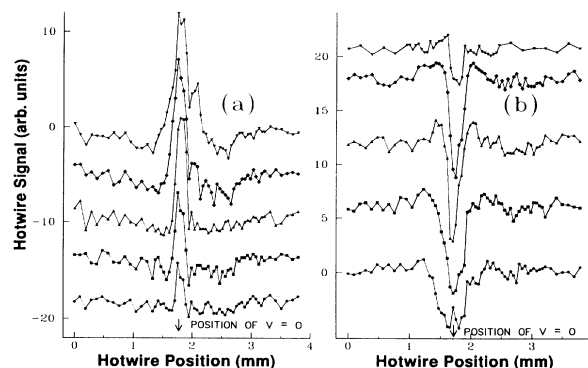 10
0
-10
-20
Hotwire Signal (arb. units)
(a)
POSITION OF V = 0
0 1 2 3 4
Hotwire Position (mm)
20
15
10
5
0
(b)
POSITION OF V = 0
0 1 2 3 4
Hotwire Position (mm)